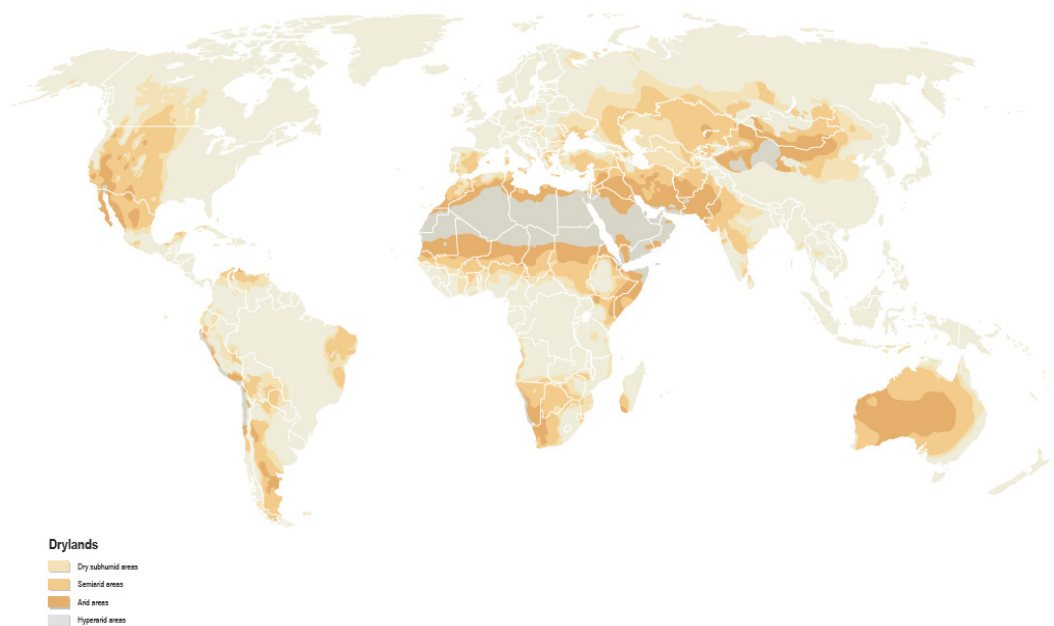 Drylands
Dry subhumid areas
Semiarid areas
Arid areas
Hyperarid areas